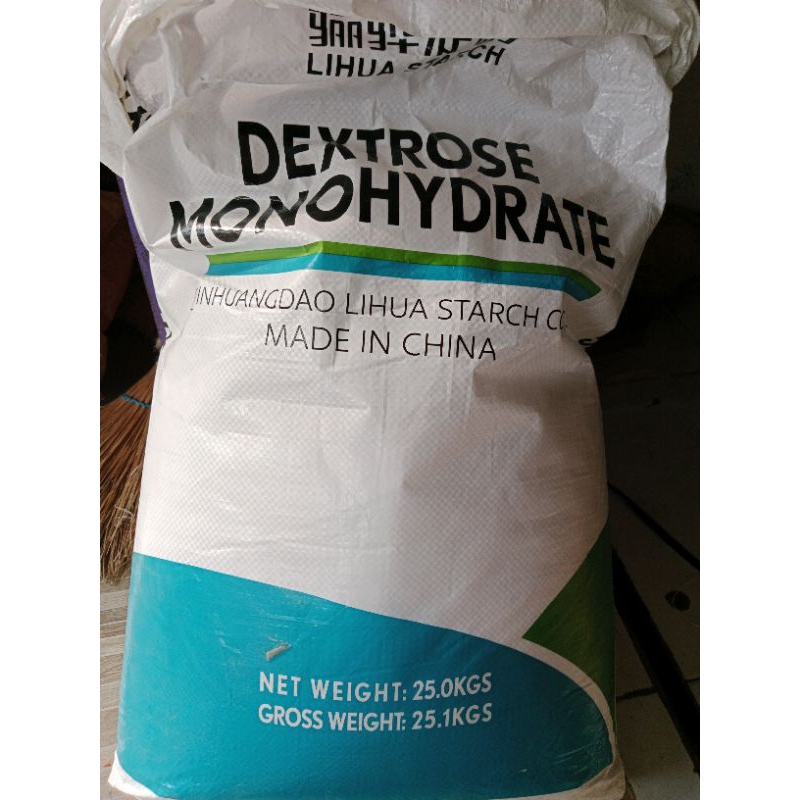 LIHUA STARCH
DEXTROSE
MONOHYDRATE
INHUANGDAO LIHUA STARCH CO
MADE IN CHINA
NET WEIGHT: 25.0KGS
GROSS WEIGHT: 25.1KGS